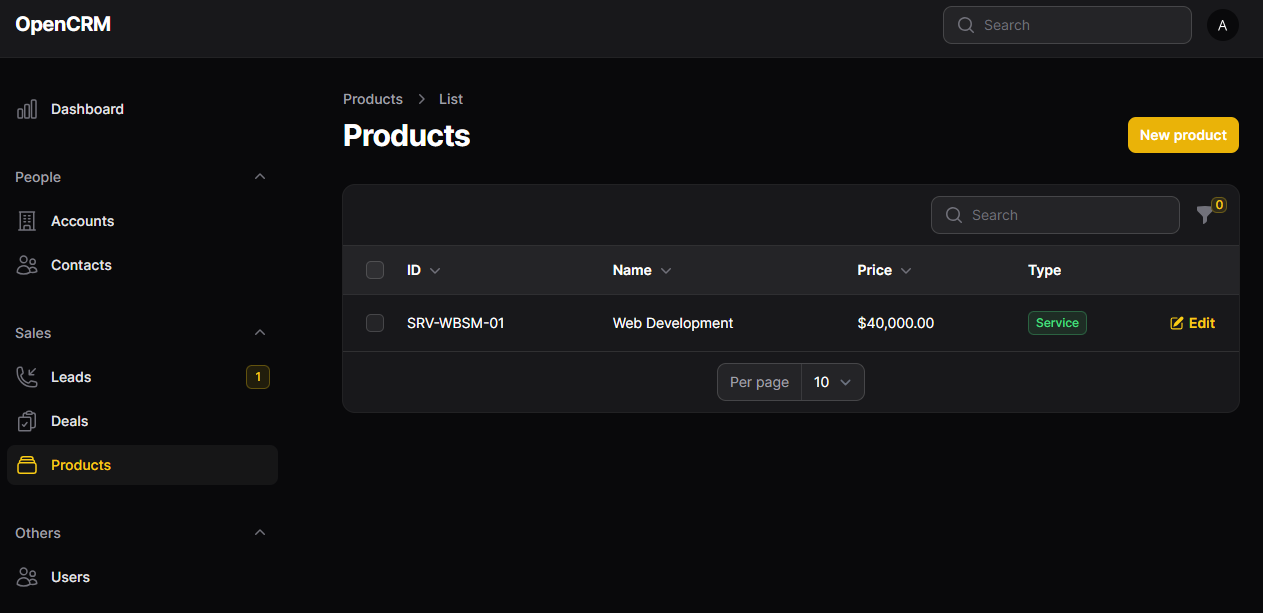 OpenCRM
Search
A
Dashboard
People
Accounts
Contacts
Sales
Leads
1
Deals
Products
Others
Users
Products > List
Products
New product
Search
0
ID Name Price Type
SRV-WBSM-01 Web Development $40,000.00 Service Edit
Per page 10